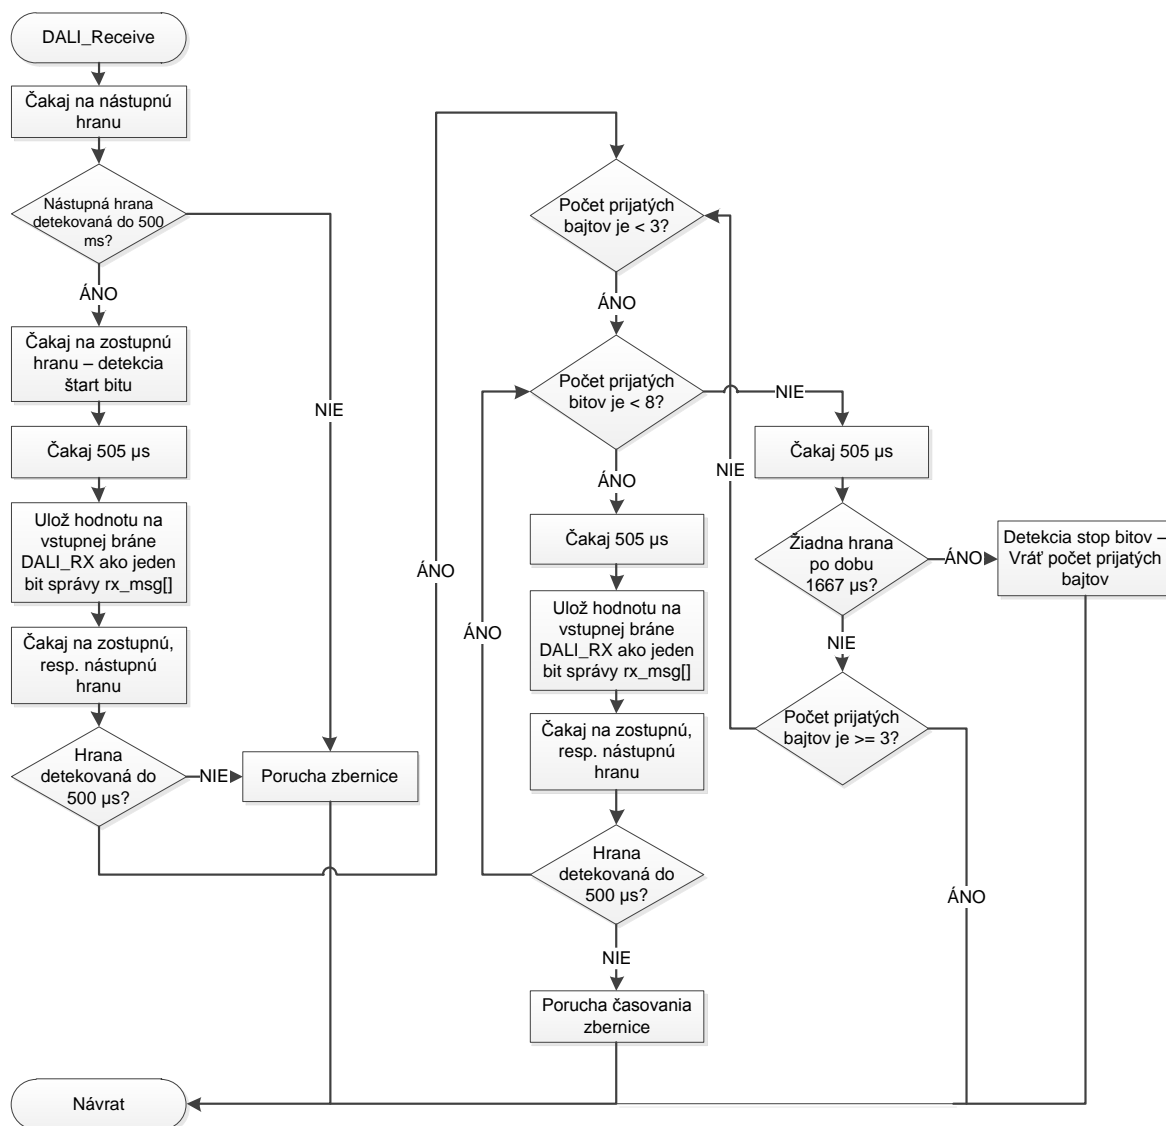 DALI_Receive
Čakaj na nástupnú
hranu
Nástupná hrana
detekovaná do 500
ms?
ÁNO
NIE
Čakaj na zostupnú
hranu – detekcia
štart bitu
Čakaj 505 µs
Ulož hodnotu na
vstupnej bráne
DALI_RX ako jeden
bit správy rx_msg[]
Čakaj na zostupnú,
resp. nástupnú
hranu
Hrana
detekovaná do
500 µs?
NIE
Porucha zbernice
ÁNO
Počet prijatých
bajtov je < 3?
ÁNO
Počet prijatých
bitov je < 8?
NIE
ÁNO
Čakaj 505 µs
Ulož hodnotu na
vstupnej bráne
DALI_RX ako jeden
bit správy rx_msg[]
Čakaj na zostupnú,
resp. nástupnú
hranu
Hrana
detekovaná do
500 µs?
ÁNO
NIE
Porucha časovania
zbernice
Čakaj 505 µs
Žiadna hrana
po dobu
1667 µs?
ÁNO
Detekcia stop bitov –
Vráť počet prijatých
bajtov
NIE
Počet prijatých
bajtov je >= 3?
NIE
ÁNO
Návrat